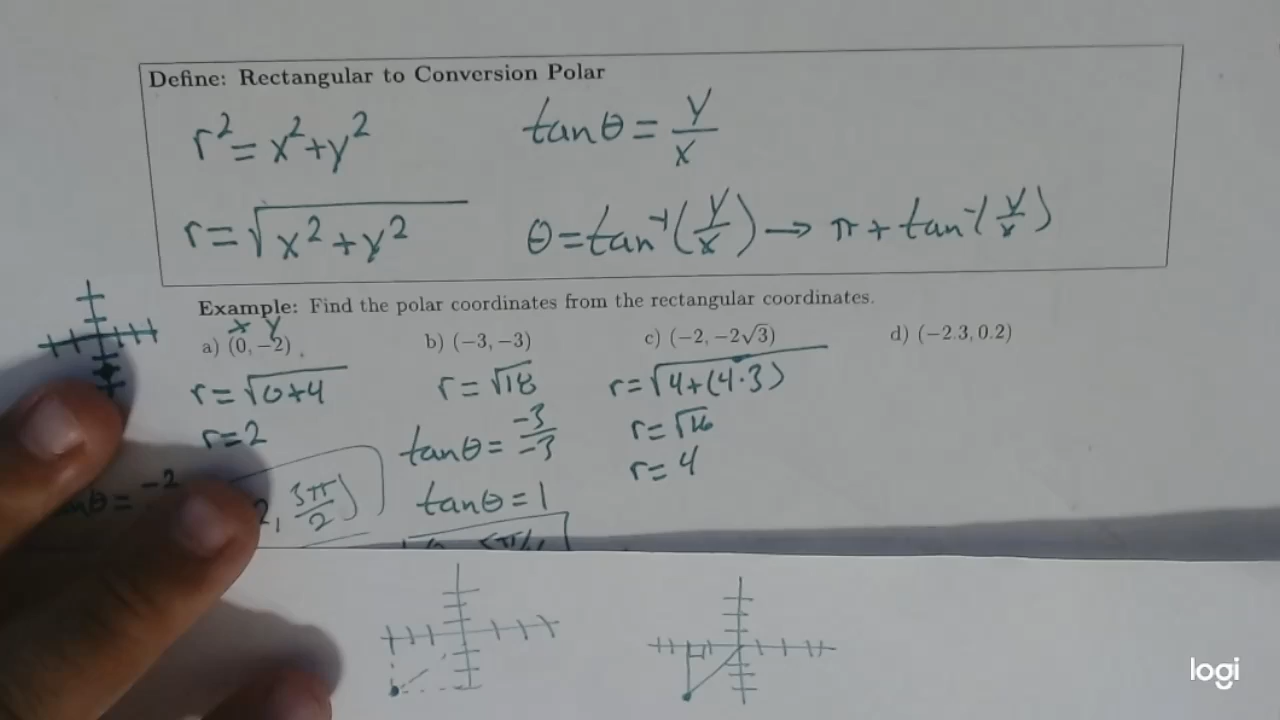 Define: Rectangular to Conversion Polar
r² = x² + y²
tanθ = y/x
r = √(x² + y²)
θ = tan⁻¹(y/x) → π + tan⁻¹(y/x)
Example: Find the polar coordinates from the rectangular coordinates.
x y
a) (0, −2)
b) (−3, −3)
c) (−2, −2√3)
d) (−2.3, 0.2)
r = √(0+4)
r = √18
r = √(4+(4·3))
r = 2
tanθ = −3/−3
r = √16
r = 4
θ = −2
2, 3π/2)
tanθ = 1
logi